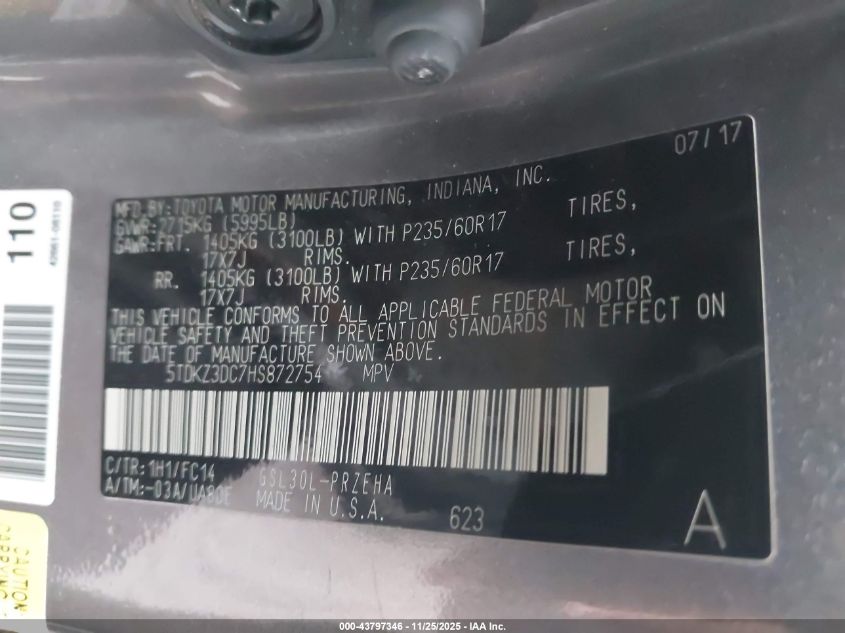 07/17
MFD.BY:TOYOTA MOTOR MANUFACTURING, INDIANA, INC.
GVWR:2715KG (5995LB)
GAWR:FRT. 1405KG (3100LB) WITH P235/60R17 TIRES,
17X7J RIMS.
RR. 1405KG (3100LB) WITH P235/60R17 TIRES,
17X7J RIMS.
THIS VEHICLE CONFORMS TO ALL APPLICABLE FEDERAL MOTOR
VEHICLE SAFETY AND THEFT PREVENTION STANDARDS IN EFFECT ON
THE DATE OF MANUFACTURE SHOWN ABOVE.
5TDKZ3DC7HS872754 MPV
C/TR:1H1/FC14 GSL30L-PRZEHA
A/TM:-03A/UA80E MADE IN U.S.A. 623 A
110
CAUTION
000-43797346 | 11/25/2025 - IAA Inc.